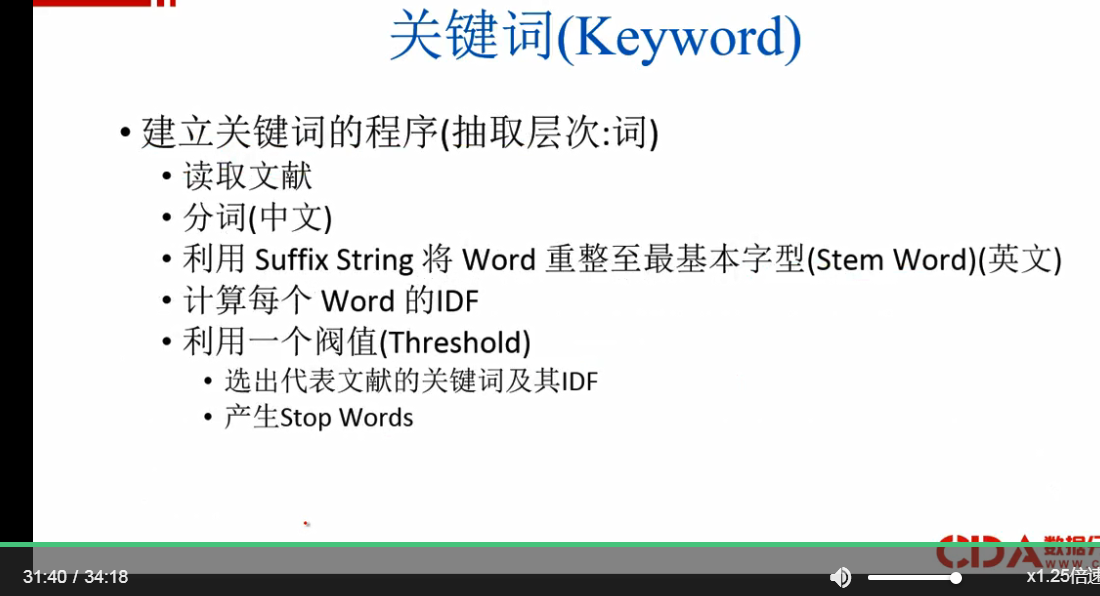 关键词(Keyword)
• 建立关键词的程序(抽取层次:词)
• 读取文献
• 分词(中文)
• 利用 Suffix String 将 Word 重整至最基本字型(Stem Word)(英文)
• 计算每个 Word 的IDF
• 利用一个阀值(Threshold)
• 选出代表文献的关键词及其IDF
• 产生Stop Words
CDA 数据
www.c
31:40 / 34:18
x1.25倍速